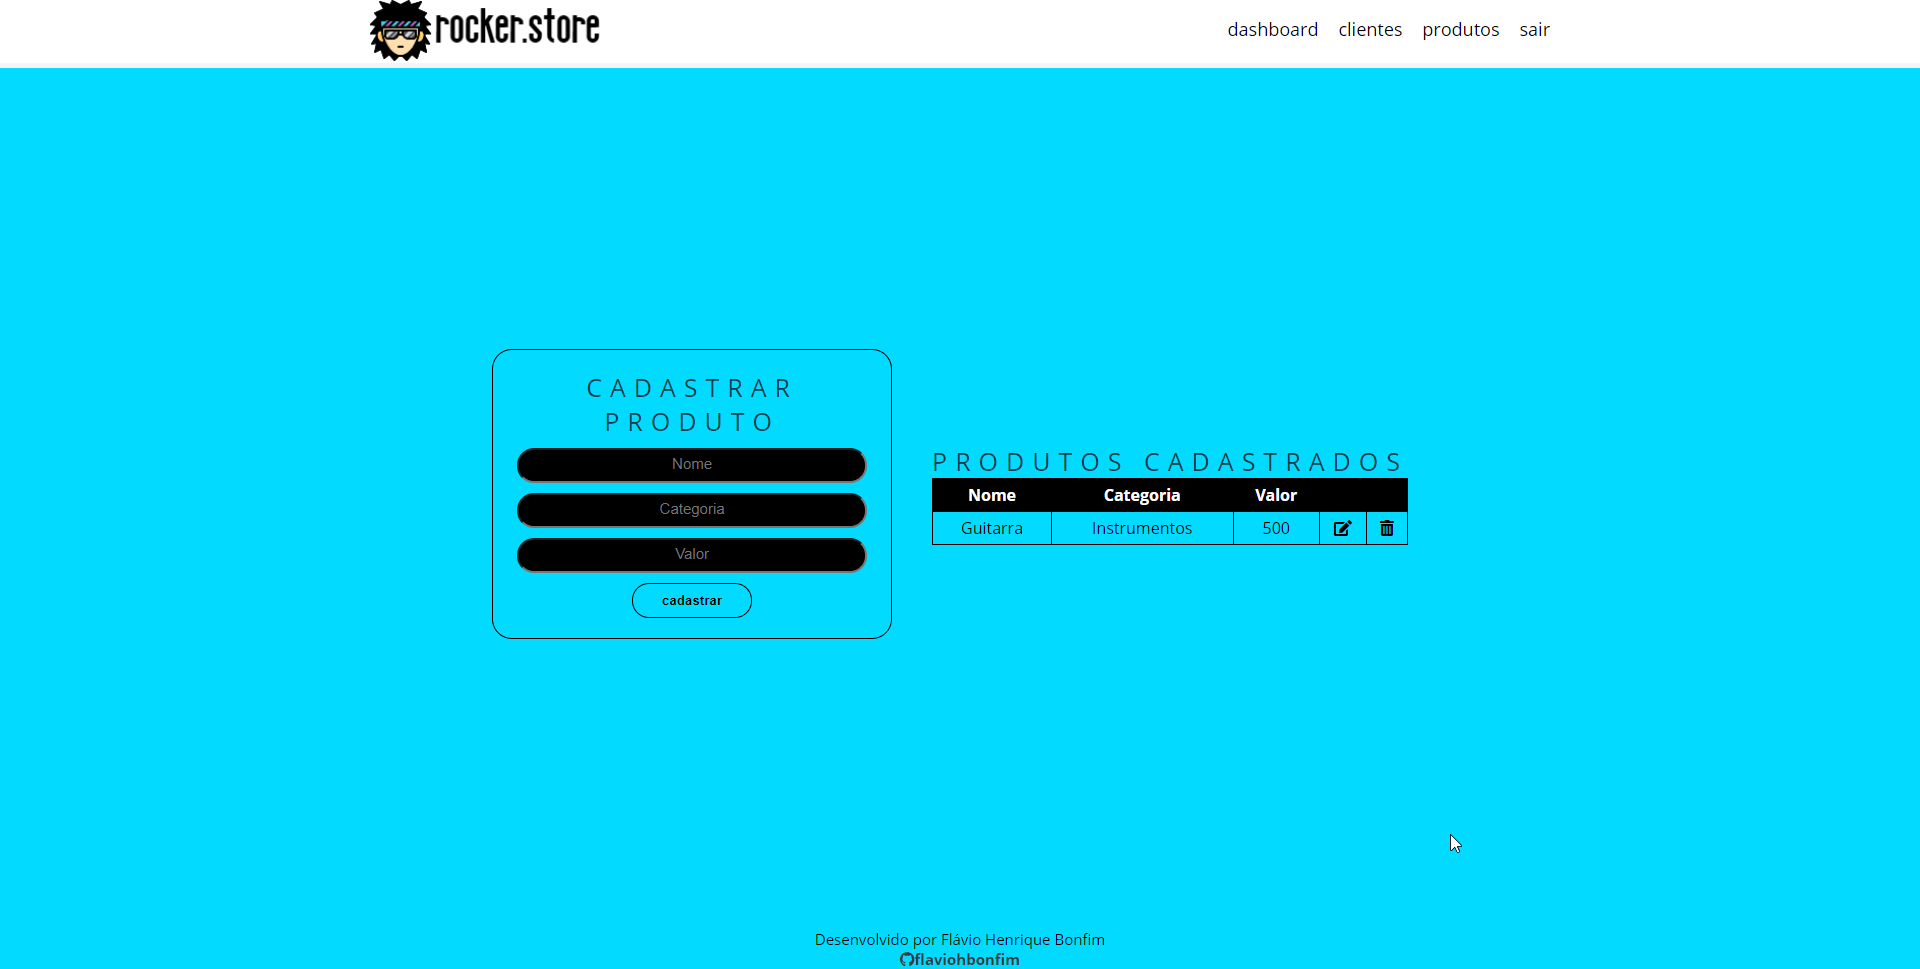 rocker.store
dashboard clientes produtos sair
CADASTRAR
PRODUTO
Nome
Categoria
Valor
cadastrar
PRODUTOS CADASTRADOS
Nome Categoria Valor
Guitarra Instrumentos 500
Desenvolvido por Flávio Henrique Bonfim
flaviohbonfim